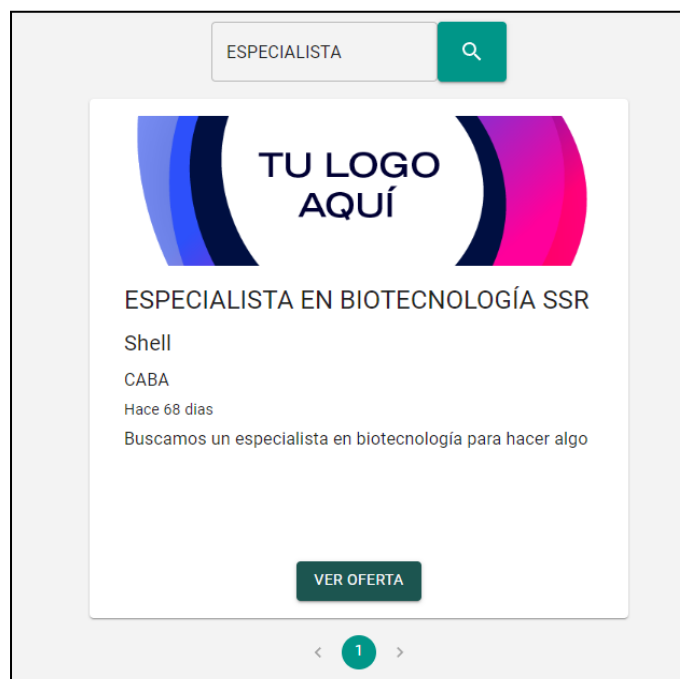 ESPECIALISTA
TU LOGO
AQUÍ
ESPECIALISTA EN BIOTECNOLOGÍA SSR
Shell
CABA
Hace 68 dias
Buscamos un especialista en biotecnología para hacer algo
VER OFERTA
1